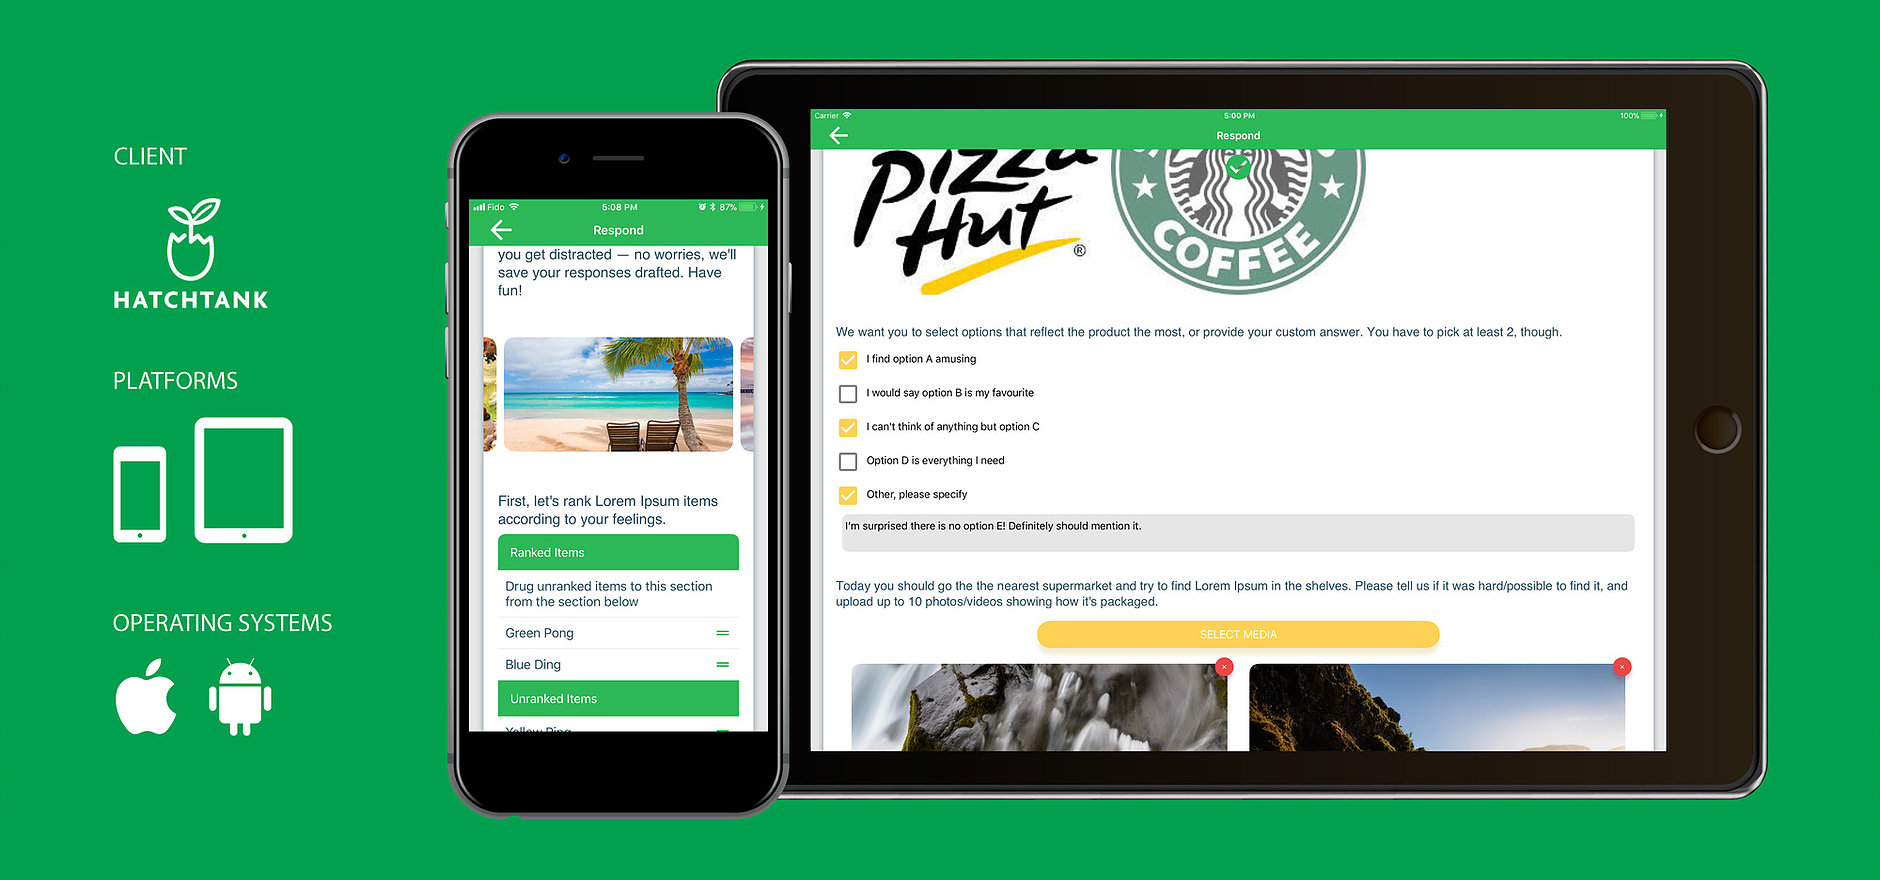 CLIENT
HATCHTANK
PLATFORMS
OPERATING SYSTEMS
Fido 5:08 PM 87%
Respond
you get distracted — no worries, we'll
save your responses drafted. Have
fun!
First, let's rank Lorem Ipsum items
according to your feelings.
Ranked Items
Drug unranked items to this section
from the section below
Green Pong
Blue Ding
Unranked Items
Yellow Ping
Carrier 5:00 PM 100%
Respond
Pizza
Hut
®
COFFEE
We want you to select options that reflect the product the most, or provide your custom answer. You have to pick at least 2, though.
I find option A amusing
I would say option B is my favourite
I can't think of anything but option C
Option D is everything I need
Other, please specify
I'm surprised there is no option E! Definitely should mention it.
Today you should go the the nearest supermarket and try to find Lorem Ipsum in the shelves. Please tell us if it was hard/possible to find it, and
upload up to 10 photos/videos showing how it's packaged.
SELECT MEDIA